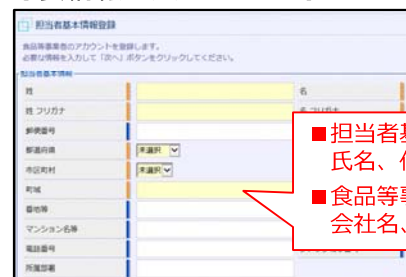 担当者基本情報登録
食品等事業者のアカウントを登録します。
必要な情報を入力して「次へ」ボタンをクリックしてください。
担当者基本情報
姓
名
姓 フリガナ
郵便番号
都道府県
未選択
市区町村
未選択
町域
番地等
マンション名等
電話番号
所属部署
■担当者基
氏名、
■食品等事
会社名、